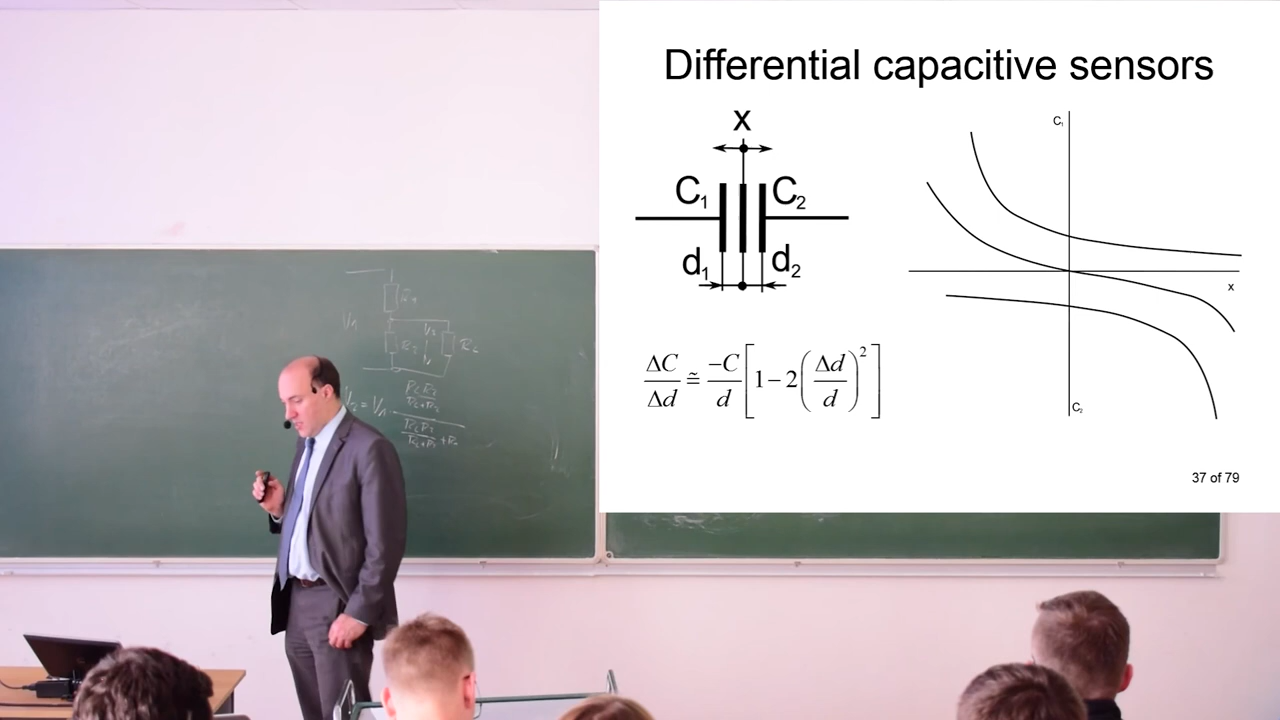 Differential capacitive sensors
x
C₁
C₂
d₁
d₂
ΔC/Δd ≅ −C/d [1−2(Δd/d)²]
C₁
x
C₂
37 of 79